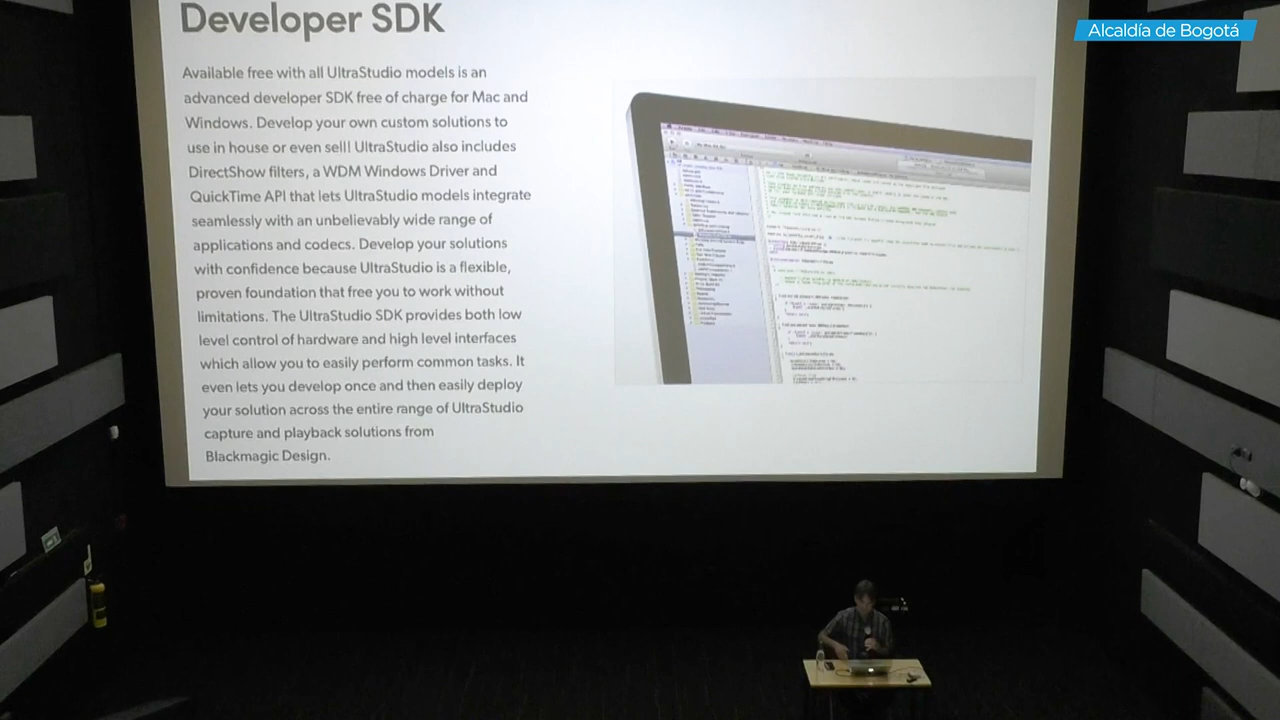 Developer SDK
Alcaldía de Bogotá
Available free with all UltraStudio models is an
advanced developer SDK free of charge for Mac and
Windows. Develop your own custom solutions to
use in house or even sell! UltraStudio also includes
DirectShow filters, a WDM Windows Driver and
QuickTime API that lets UltraStudio models integrate
seamlessly with an unbelievably wide range of
applications and codecs. Develop your solutions
with confidence because UltraStudio is a flexible,
proven foundation that free you to work without
limitations. The UltraStudio SDK provides both low
level control of hardware and high level interfaces
which allow you to easily perform common tasks. It
even lets you develop once and then easily deploy
your solution across the entire range of UltraStudio
capture and playback solutions from
Blackmagic Design.